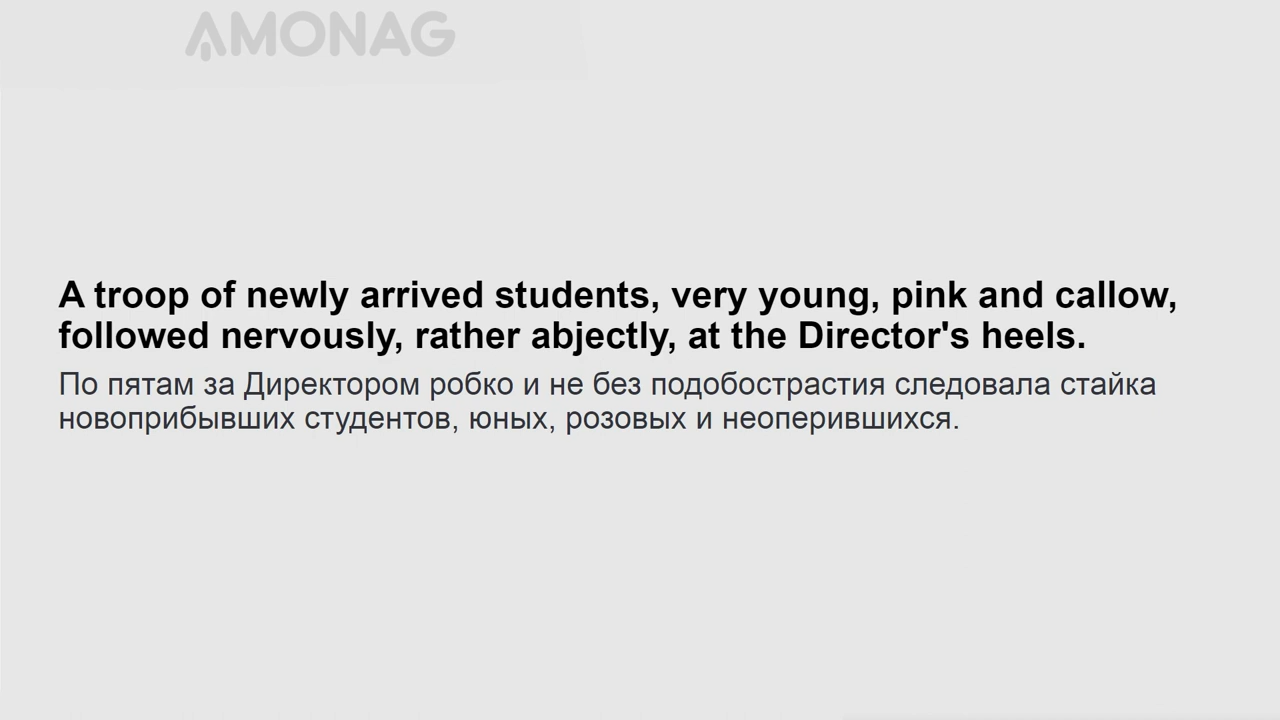 AMONAG
A troop of newly arrived students, very young, pink and callow,
followed nervously, rather abjectly, at the Director's heels.
По пятам за Директором робко и не без подобострастия следовала стайка
новоприбывших студентов, юных, розовых и неоперившихся.